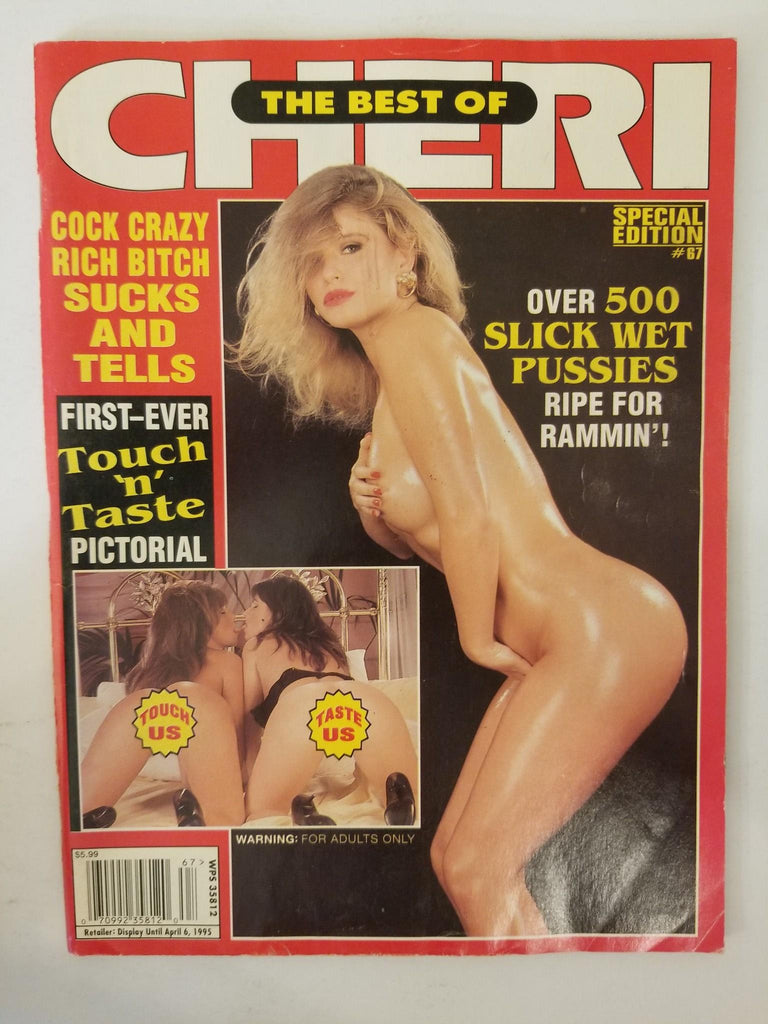 THE BEST OF
CHERI
SPECIAL
EDITION
#67
COCK CRAZY
RICH BITCH
SUCKS
AND
TELLS
OVER 500
SLICK WET
PUSSIES
RIPE FOR
RAMMIN'!
FIRST-EVER
Touch
'n'
Taste
PICTORIAL
TOUCH
US
TASTE
US
WARNING: FOR ADULTS ONLY
$5.99
67>
0 70992 35812 0
WPS 35812
Retailer: Display Until April 6, 1995